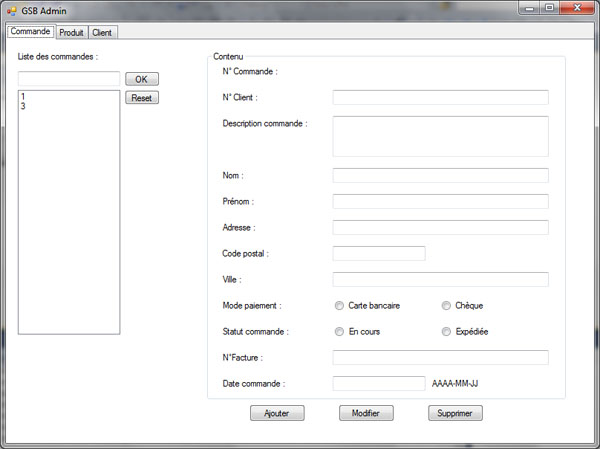 GSB Admin
Commande Produit Client
Liste des commandes :
OK
Reset
1
3
Contenu
N° Commande :
N° Client :
Description commande :
Nom :
Prénom :
Adresse :
Code postal :
Ville :
Mode paiement : Carte bancaire Chèque
Statut commande : En cours Expédiée
N°Facture :
Date commande : AAAA-MM-JJ
Ajouter Modifier Supprimer